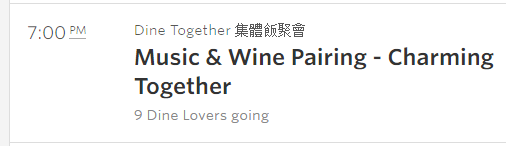 7:00 PM
Dine Together 集體飯聚會
Music & Wine Pairing - Charming
Together
9 Dine Lovers going